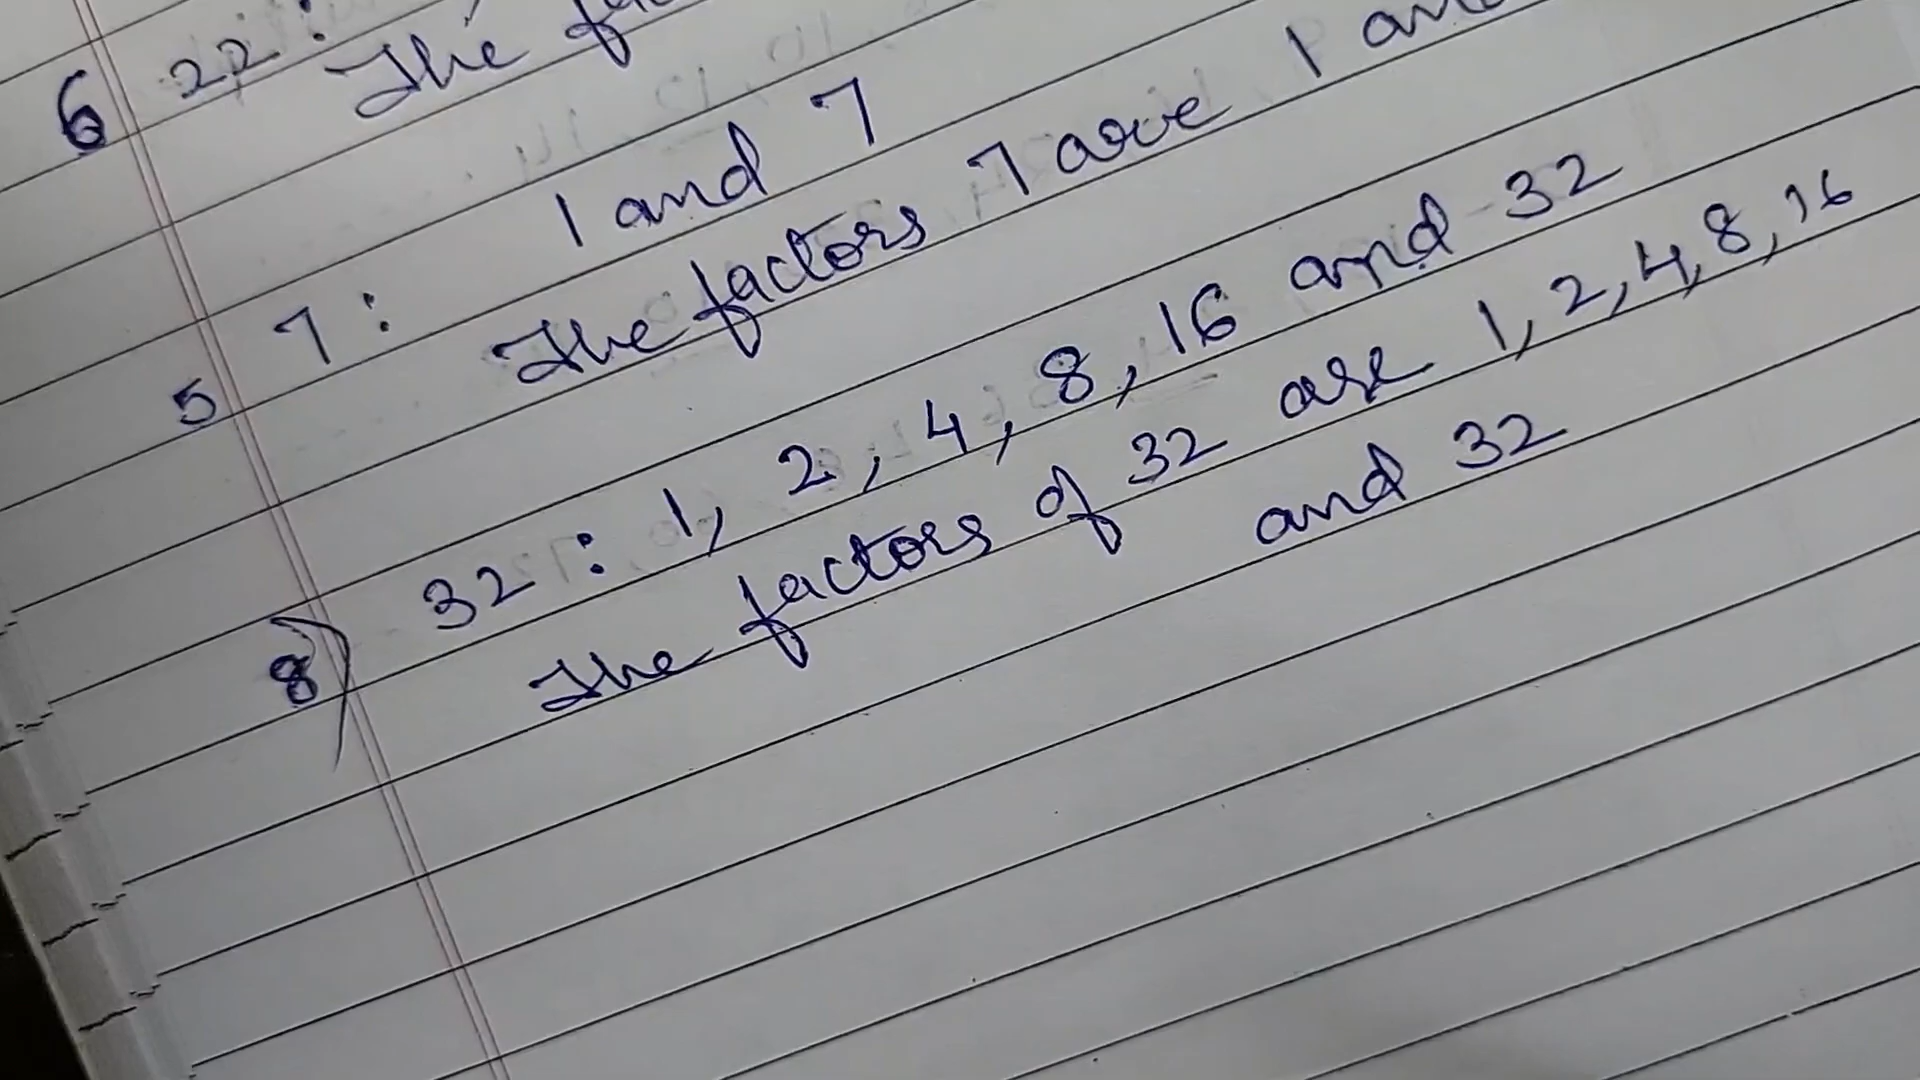 6 22:
The
1 and 7
5 7:
The factors 7 are 1
32: 1, 2, 4, 8, 16 and 32
8) The factors of 32 are 1, 2, 4, 8, 16
and 32